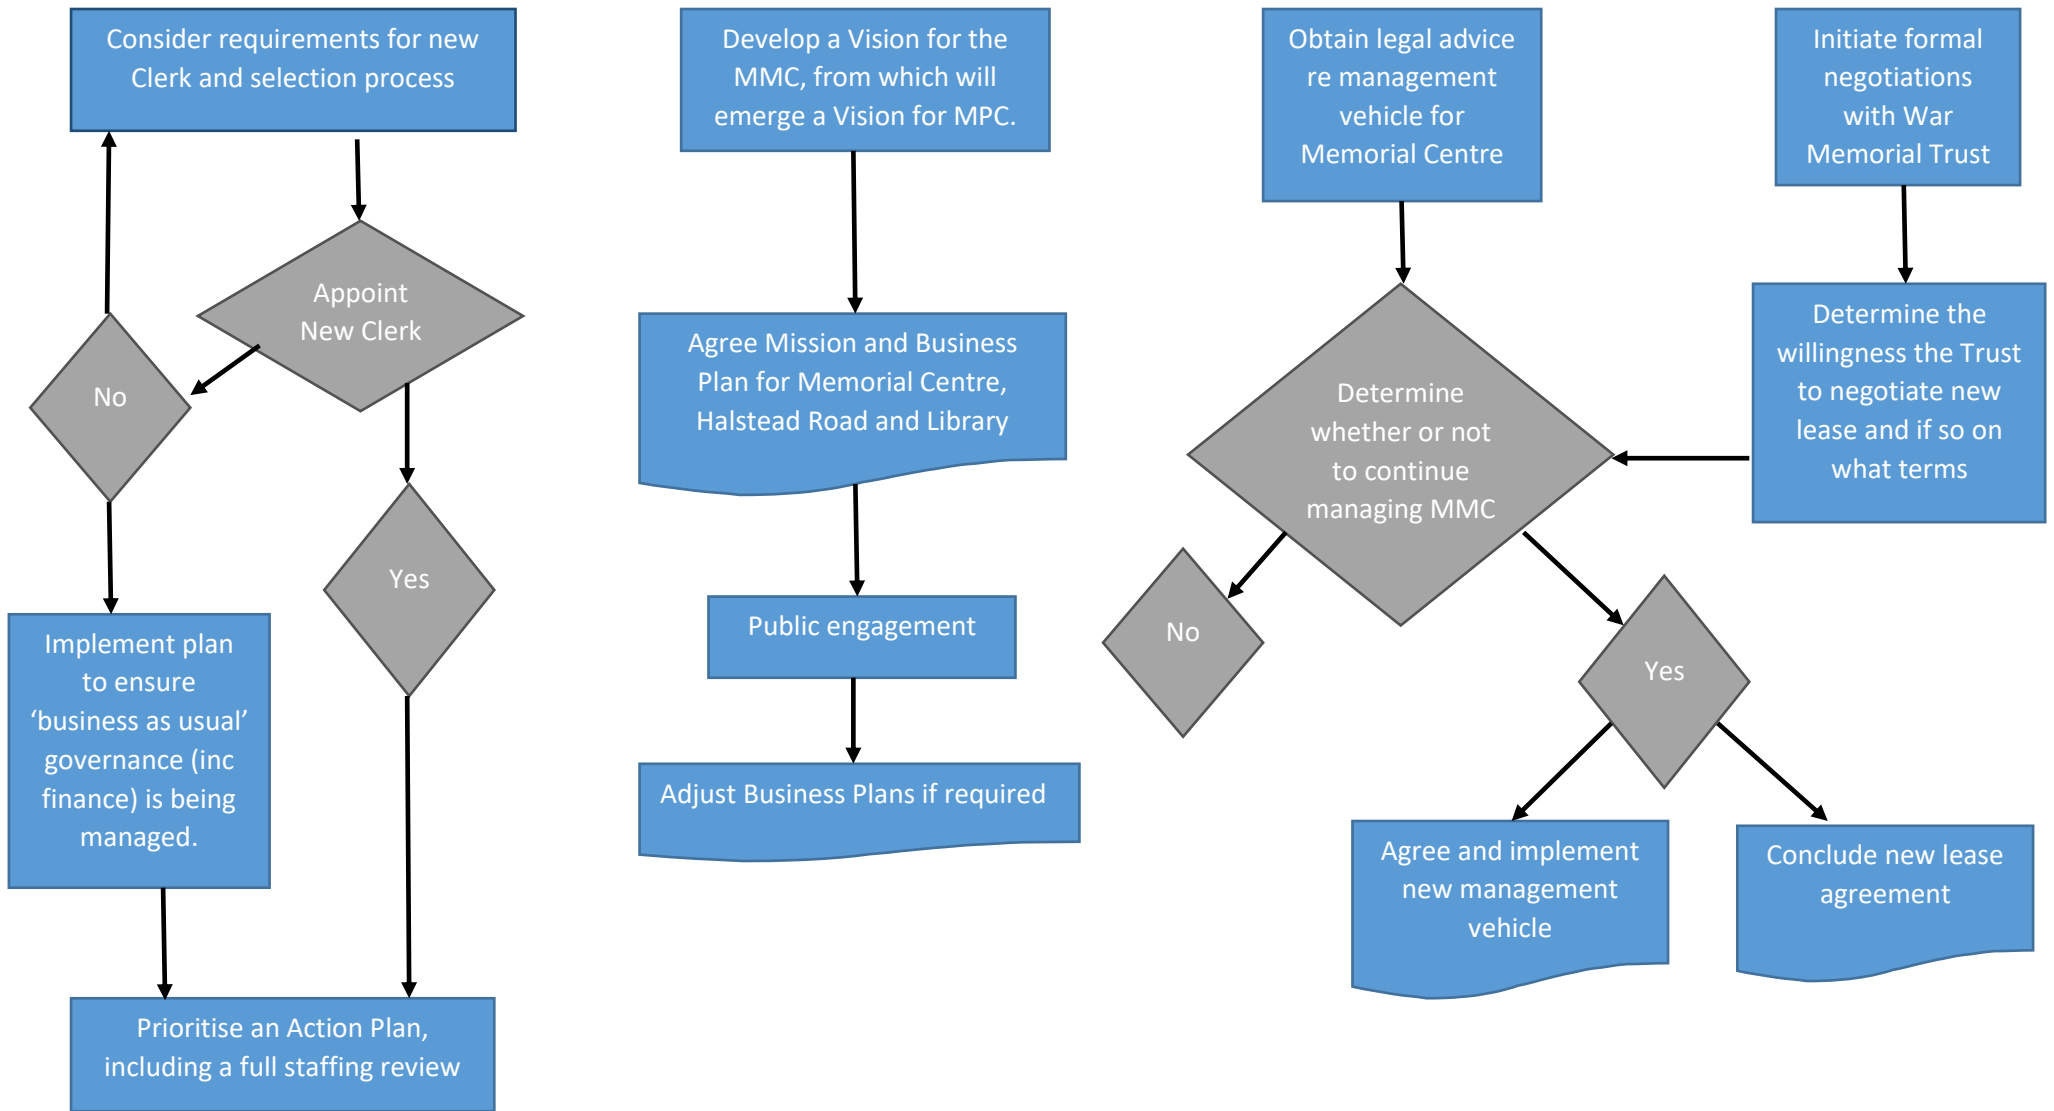 Consider requirements for new
Clerk and selection process
Appoint
New Clerk
No
Yes
Implement plan
to ensure
‘business as usual’
governance (inc
finance) is being
managed.
Prioritise an Action Plan,
including a full staffing review
Develop a Vision for the
MMC, from which will
emerge a Vision for MPC.
Agree Mission and Business
Plan for Memorial Centre,
Halstead Road and Library
Public engagement
Adjust Business Plans if required
Obtain legal advice
re management
vehicle for
Memorial Centre
Initiate formal
negotiations
with War
Memorial Trust
Determine the
willingness the Trust
to negotiate new
lease and if so on
what terms
Determine
whether or not
to continue
managing MMC
No
Yes
Agree and implement
new management
vehicle
Conclude new lease
agreement